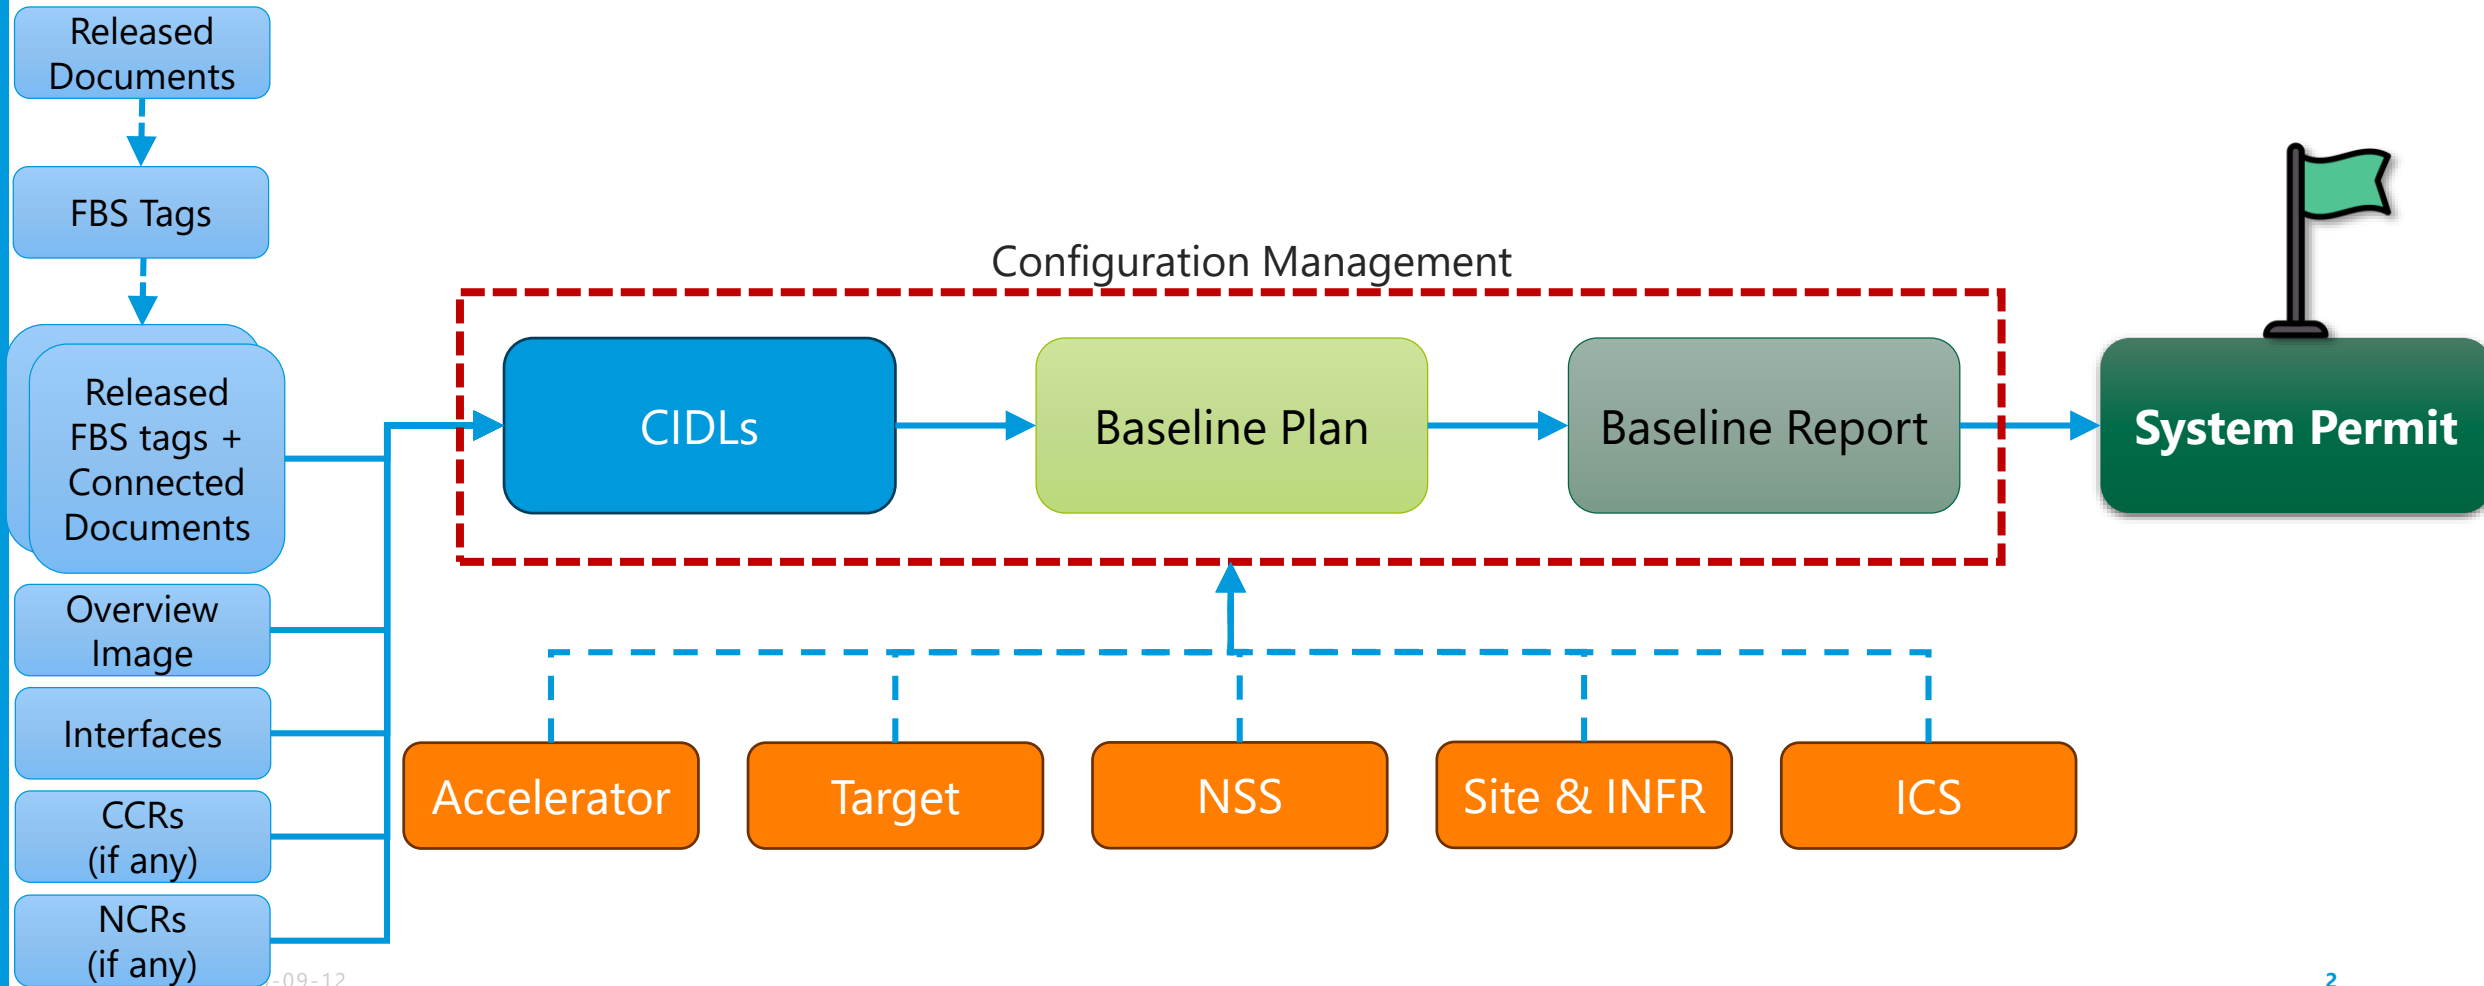 Released
Documents
FBS Tags
Released
FBS tags +
Connected
Documents
Overview
Image
Interfaces
CCRs
(if any)
NCRs
(if any)
Configuration Management
CIDLs
Baseline Plan
Baseline Report
System Permit
Accelerator
Target
NSS
Site & INFR
ICS
-09-12
2